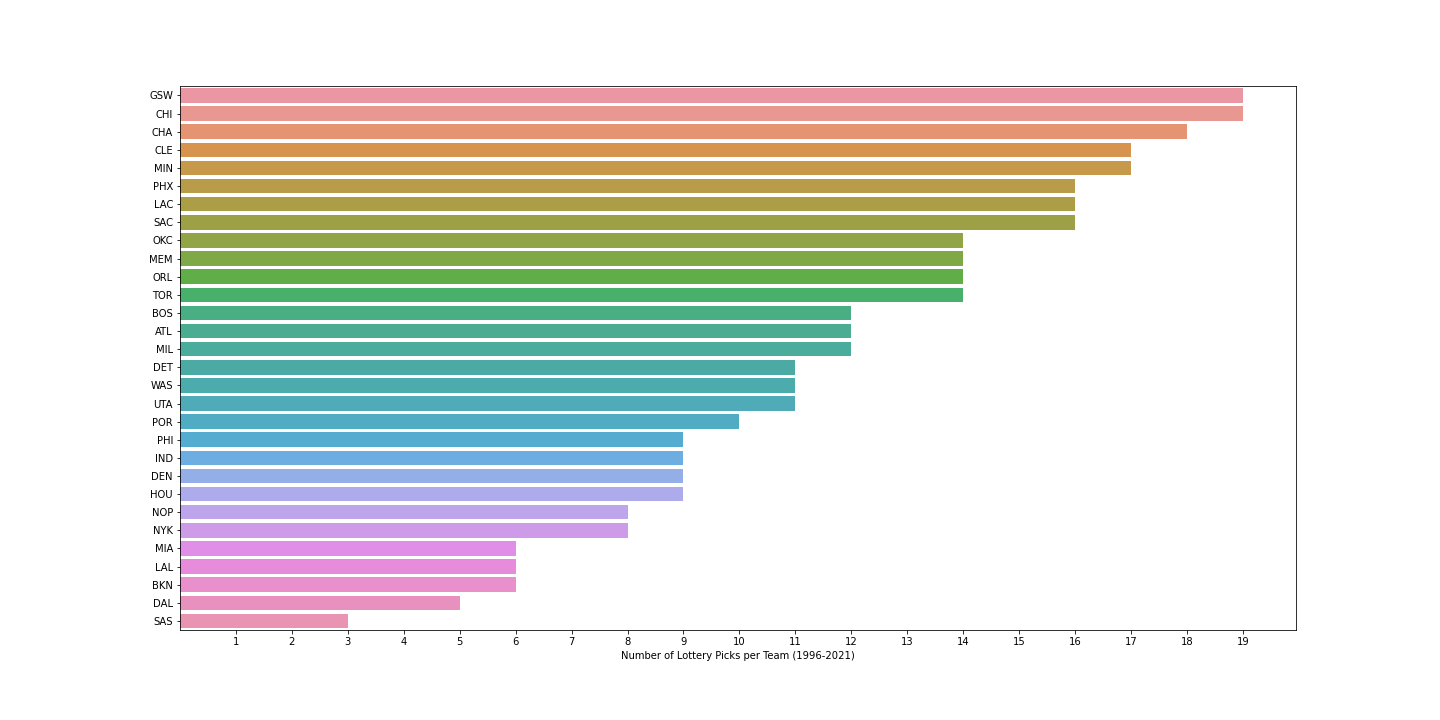 GSW
CHI
CHA
CLE
MIN
PHX
LAC
SAC
OKC
MEM
ORL
TOR
BOS
ATL
MIL
DET
WAS
UTA
POR
PHI
IND
DEN
HOU
NOP
NYK
MIA
LAL
BKN
DAL
SAS
1 2 3 4 5 6 7 8 9 10 11 12 13 14 15 16 17 18 19
Number of Lottery Picks per Team (1996-2021)